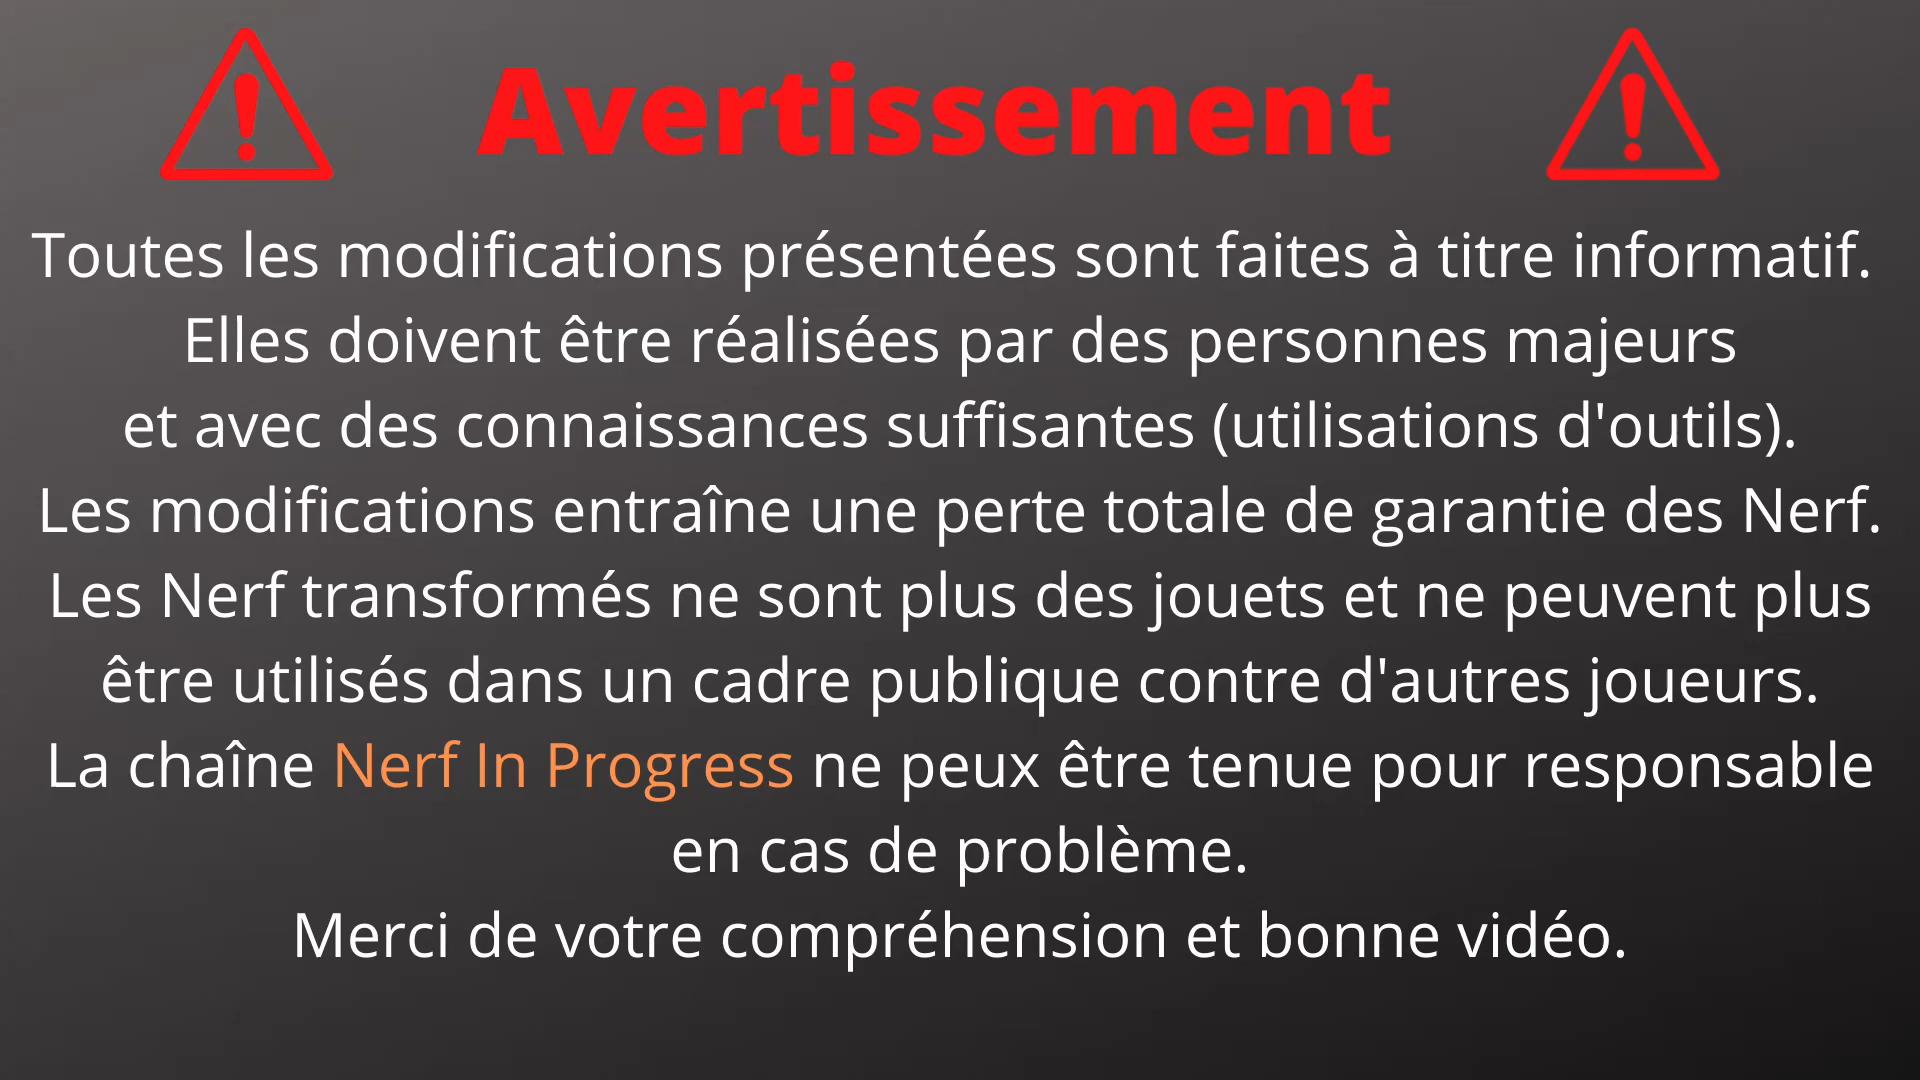 Avertissement
Toutes les modifications présentées sont faites à titre informatif.
Elles doivent être réalisées par des personnes majeurs
et avec des connaissances suffisantes (utilisations d'outils).
Les modifications entraîne une perte totale de garantie des Nerf.
Les Nerf transformés ne sont plus des jouets et ne peuvent plus
être utilisés dans un cadre publique contre d'autres joueurs.
La chaîne Nerf In Progress ne peux être tenue pour responsable
en cas de problème.
Merci de votre compréhension et bonne vidéo.